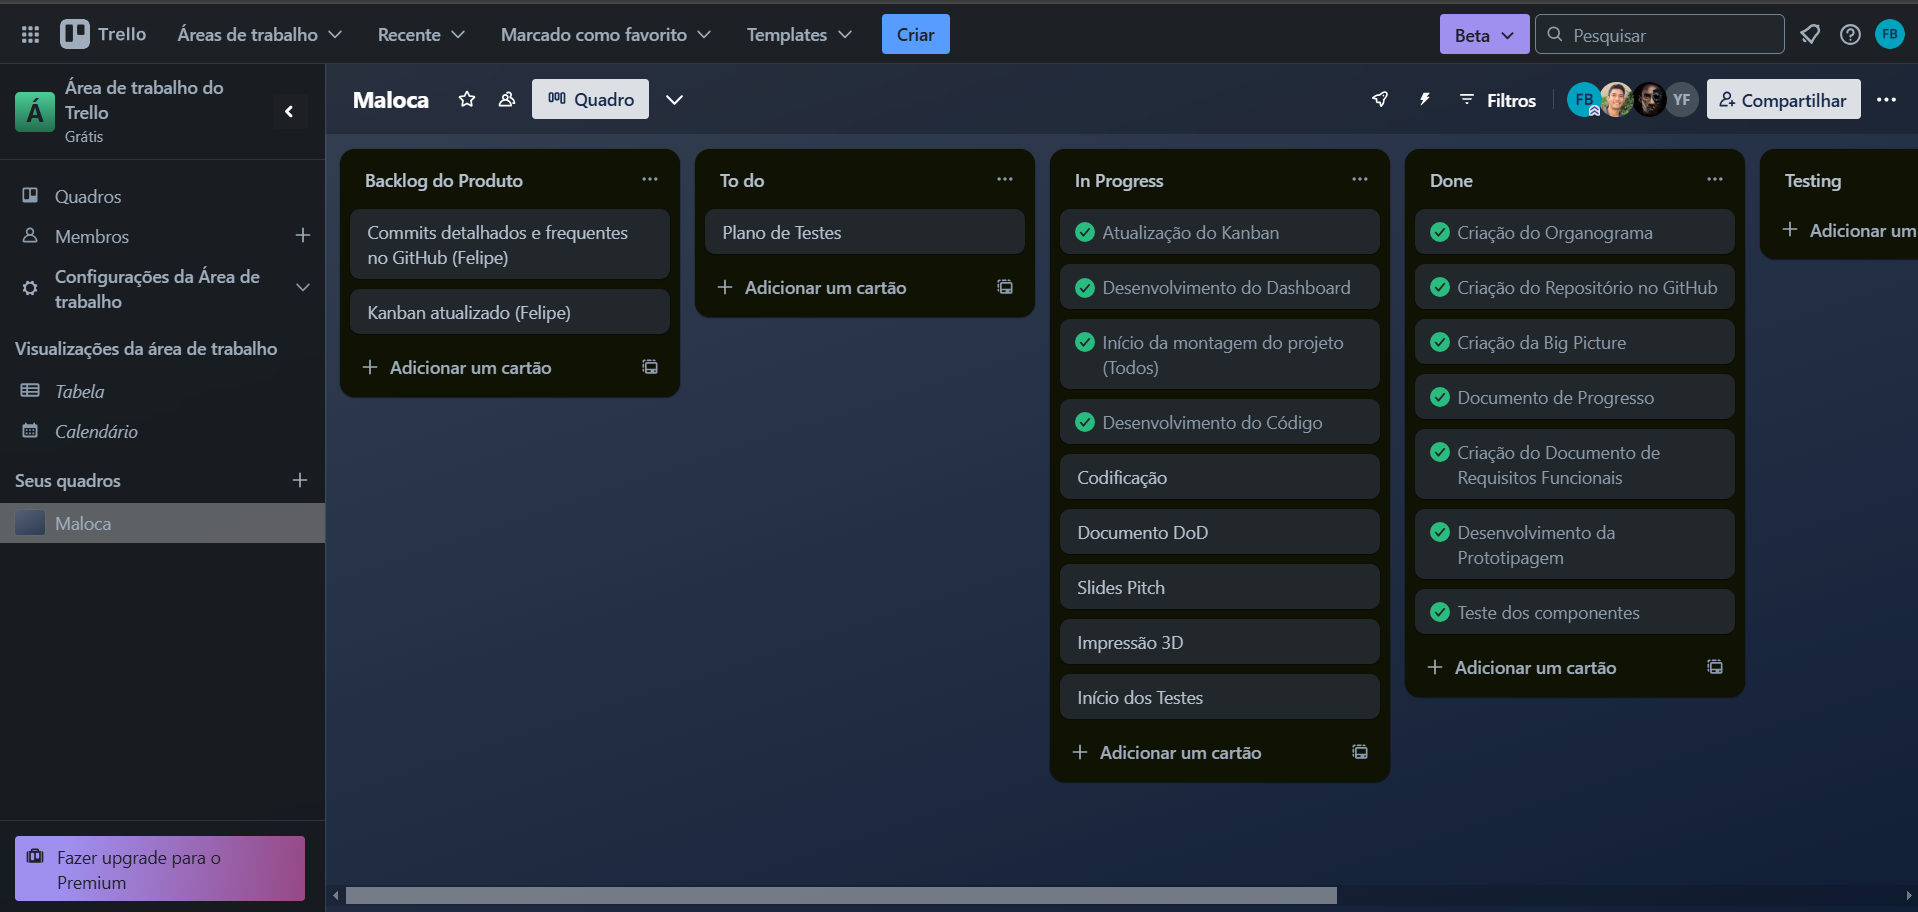 Trello
Áreas de trabalho
Recente
Marcado como favorito
Templates
Criar
Beta
Pesquisar
FB
Á
Área de trabalho do
Trello
Grátis
Quadros
Membros
Configurações da Área de
trabalho
Visualizações da área de trabalho
Tabela
Calendário
Seus quadros
Maloca
Fazer upgrade para o
Premium
Maloca
Quadro
Filtros
FB
YF
Compartilhar
Backlog do Produto
Commits detalhados e frequentes
no GitHub (Felipe)
Kanban atualizado (Felipe)
Adicionar um cartão
To do
Plano de Testes
Adicionar um cartão
In Progress
Atualização do Kanban
Desenvolvimento do Dashboard
Início da montagem do projeto
(Todos)
Desenvolvimento do Código
Codificação
Documento DoD
Slides Pitch
Impressão 3D
Início dos Testes
Adicionar um cartão
Done
Criação do Organograma
Criação do Repositório no GitHub
Criação da Big Picture
Documento de Progresso
Criação do Documento de
Requisitos Funcionais
Desenvolvimento da
Prototipagem
Teste dos componentes
Adicionar um cartão
Testing
Adicionar um